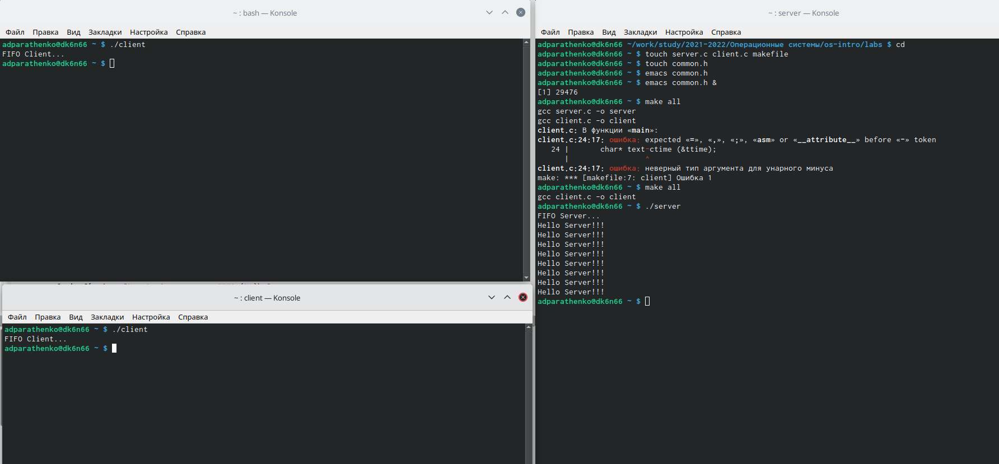 ~ : bash — Konsole
Файл Правка Вид Закладки Настройка Справка
adparathenko@dk6n66 ~ $ ./client
FIFO Client...
adparathenko@dk6n66 ~ $
~ : client — Konsole
Файл Правка Вид Закладки Настройка Справка
adparathenko@dk6n66 ~ $ ./client
FIFO Client...
adparathenko@dk6n66 ~ $
~ : server — Konsole
Файл Правка Вид Закладки Настройка Справка
adparathenko@dk6n66 ~/work/study/2021-2022/Операционные системы/os-intro/labs $ cd
adparathenko@dk6n66 ~ $ touch server.c client.c makefile
adparathenko@dk6n66 ~ $ touch common.h
adparathenko@dk6n66 ~ $ emacs common.h
adparathenko@dk6n66 ~ $ emacs common.h &
[1] 29476
adparathenko@dk6n66 ~ $ make all
gcc server.c -o server
gcc client.c -o client
client.c: В функции «main»:
client.c:24:17: ошибка: expected «=», «,», «;», «asm» or «__attribute__» before «-» token
24 | char* text-ctime (&ttime);
| ^
client.c:24:17: ошибка: неверный тип аргумента для унарного минуса
make: *** [makefile:7: client] Ошибка 1
adparathenko@dk6n66 ~ $ make all
gcc client.c -o client
adparathenko@dk6n66 ~ $ ./server
FIFO Server...
Hello Server!!!
Hello Server!!!
Hello Server!!!
Hello Server!!!
Hello Server!!!
Hello Server!!!
Hello Server!!!
Hello Server!!!
adparathenko@dk6n66 ~ $